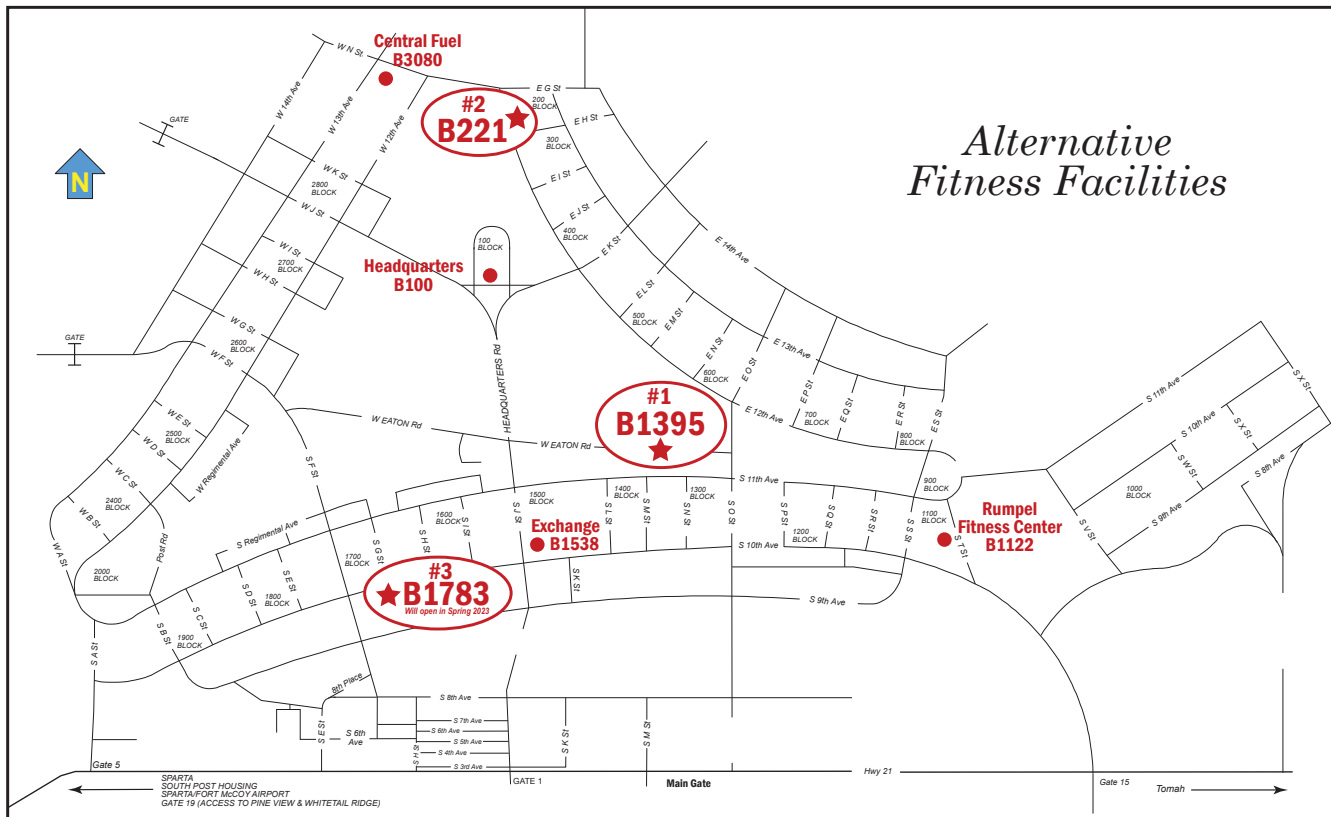 Alternative
Fitness Facilities
Central Fuel
B3080
W N St.
E G St
#2
B221
200
BLOCK
W 14th Ave
W 13th Ave
W 12th Ave
GATE
E H St
300
BLOCK
N
W K St
2800
BLOCK
E I St
W J St
E J St
400
BLOCK
100
BLOCK
E K St
E 14th Ave
W I St
2700
BLOCK
W H St
Headquarters
B100
E L St
500
BLOCK
E M St
W G St
2600
BLOCK
GATE
W F St
HEADQUARTERS Rd
E N St
E 13th Ave
E O St
600
BLOCK
E P St
S X St
S 11th Ave
#1
B1395
E 12th Ave
700
BLOCK
E Q St
E R St
E S St
800
BLOCK
W E St
2500
BLOCK
W D St
W EATON Rd
W EATON Rd
S 10th Ave
S X St
W Regimental Ave
W C St
S F St
S W St
S 8th Ave
2400
BLOCK
W B St
S 11th Ave
900
BLOCK
1000
BLOCK
S 9th Ave
1500
BLOCK
1400
BLOCK
1300
BLOCK
W A St
Post Rd
S Regimental Ave
1600
BLOCK
S H St
S I St
S J St
S L St
S M St
S N St
S O St
S P St
S Q St
S R St
S S St
1100
BLOCK
S T St
S V St
Rumpel
Fitness Center
B1122
Exchange
B1538
1200
BLOCK
S 10th Ave
1700
BLOCK
S G St
2000
BLOCK
S E St
S D St
1800
BLOCK
#3
B1783
Will open in Spring 2023
S K St
S 9th Ave
S C St
S B St
1900
BLOCK
S A St
8th Place
S 8th Ave
S E St
S 6th
Ave
S 7th Ave
S 6th Ave
S 5th Ave
S 4th Ave
S 3rd Ave
S H St
S K St
S M St
Gate 5
GATE 1
Main Gate
Hwy 21
Gate 15
SPARTA
SOUTH POST HOUSING
SPARTA/FORT McCOY AIRPORT
GATE 19 (ACCESS TO PINE VIEW & WHITETAIL RIDGE)
Tomah